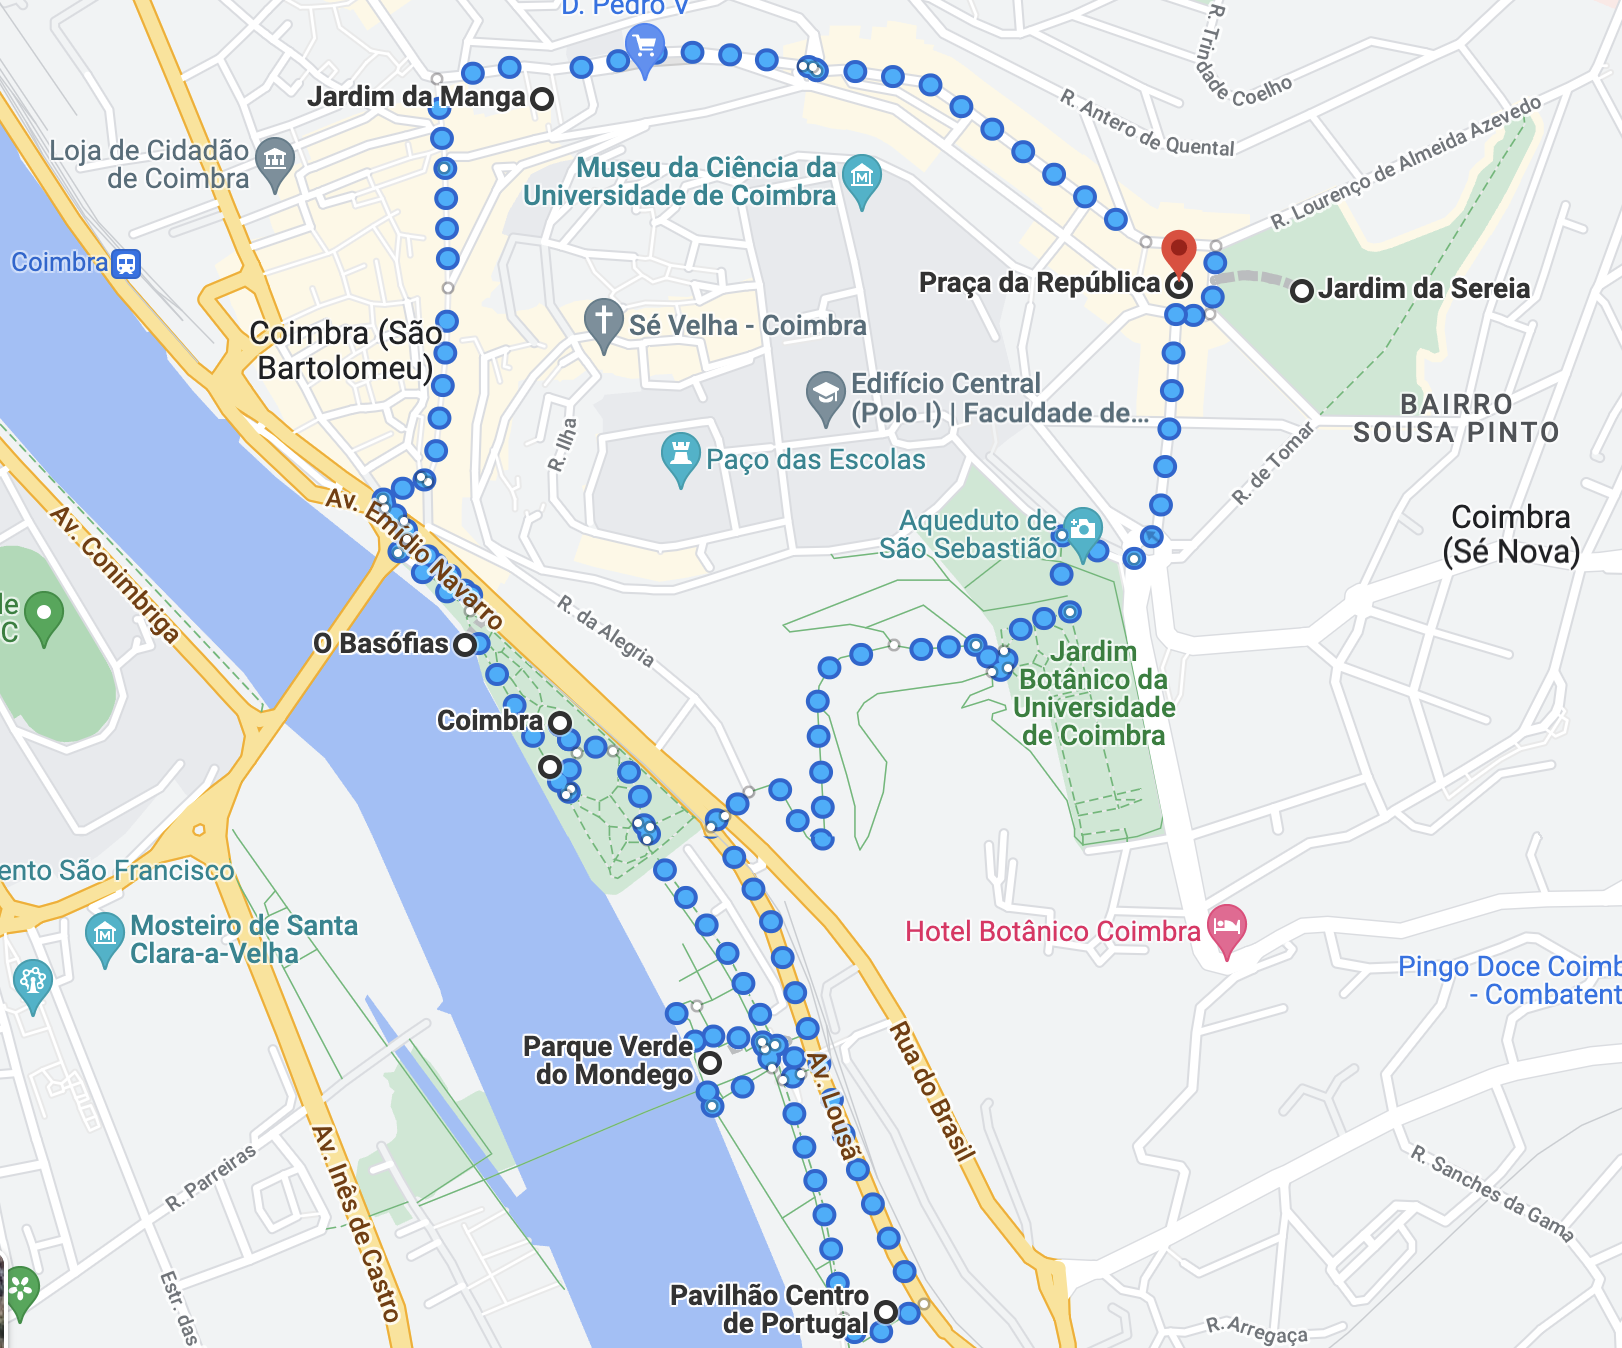 D. Pedro V
R. Trindade Coelho
Jardim da Manga
R. Antero de Quental
R. Lourenço de Almeida Azevedo
Loja de Cidadão
de Coimbra
Museu da Ciência da
Universidade de Coimbra
Coimbra
Praça da República
Jardim da Sereia
Coimbra (São
Bartolomeu)
Sé Velha - Coimbra
Edifício Central
(Polo I) | Faculdade de...
BAIRRO
SOUSA PINTO
R. Ilha
Paço das Escolas
R. de Tomar
Av. Emídio Navarro
Av. Conímbriga
Aqueduto de
São Sebastião
Coimbra
(Sé Nova)
le
C
R. da Alegria
O Basófias
Jardim
Botânico da
Universidade
de Coimbra
Coimbra
ento São Francisco
Mosteiro de Santa
Clara-a-Velha
Hotel Botânico Coimbra
Pingo Doce Coimb
- Combatent
Parque Verde
do Mondego
Av. Lousã
Rua do Brasil
R. Parreiras
Av. Inês de Castro
R. Sanches da Gama
Estr. das
Pavilhão Centro
de Portugal
R. Arregaça